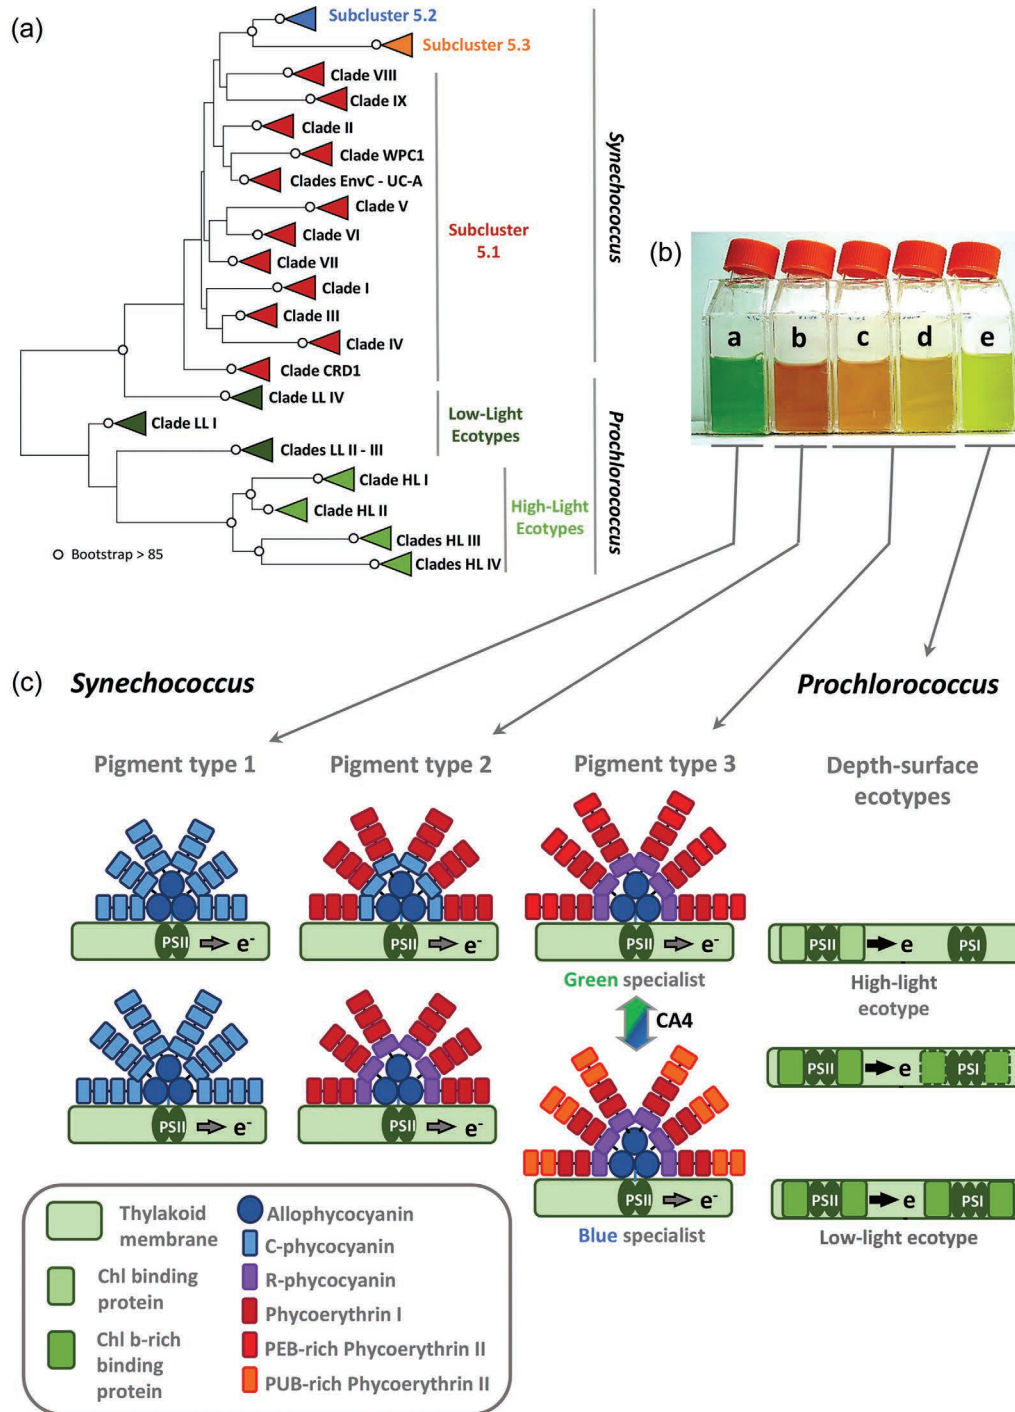 (a)
Subcluster 5.2
Subcluster 5.3
Clade VIII
Clade IX
Clade II
Clade WPC1
Clades EnvC - UC-A
Clade V
Clade VI
Clade VII
Clade I
Clade III
Clade IV
Clade CRD1
Clade LL IV
Clade LL I
Clades LL II - III
Clade HL I
Clade HL II
Clades HL III
Clades HL IV
Bootstrap > 85
Subcluster
5.1
Low-Light
Ecotypes
High-Light
Ecotypes
Synechococcus
Prochlorococcus
(b)
a
b
c
d
e
(c)
Synechococcus
Prochlorococcus
Pigment type 1
Pigment type 2
Pigment type 3
Depth-surface
ecotypes
PSII
e-
PSII
e-
PSII
e-
PSII
e
PSI
Green specialist
High-light
ecotype
CA4
PSII
e
PSI
PSII
e-
PSII
e-
PSII
e-
PSII
e
PSI
Blue specialist
Low-light ecotype
Thylakoid
membrane
Chl binding
protein
Chl b-rich
binding
protein
Allophycocyanin
C-phycocyanin
R-phycocyanin
Phycoerythrin I
PEB-rich Phycoerythrin II
PUB-rich Phycoerythrin II